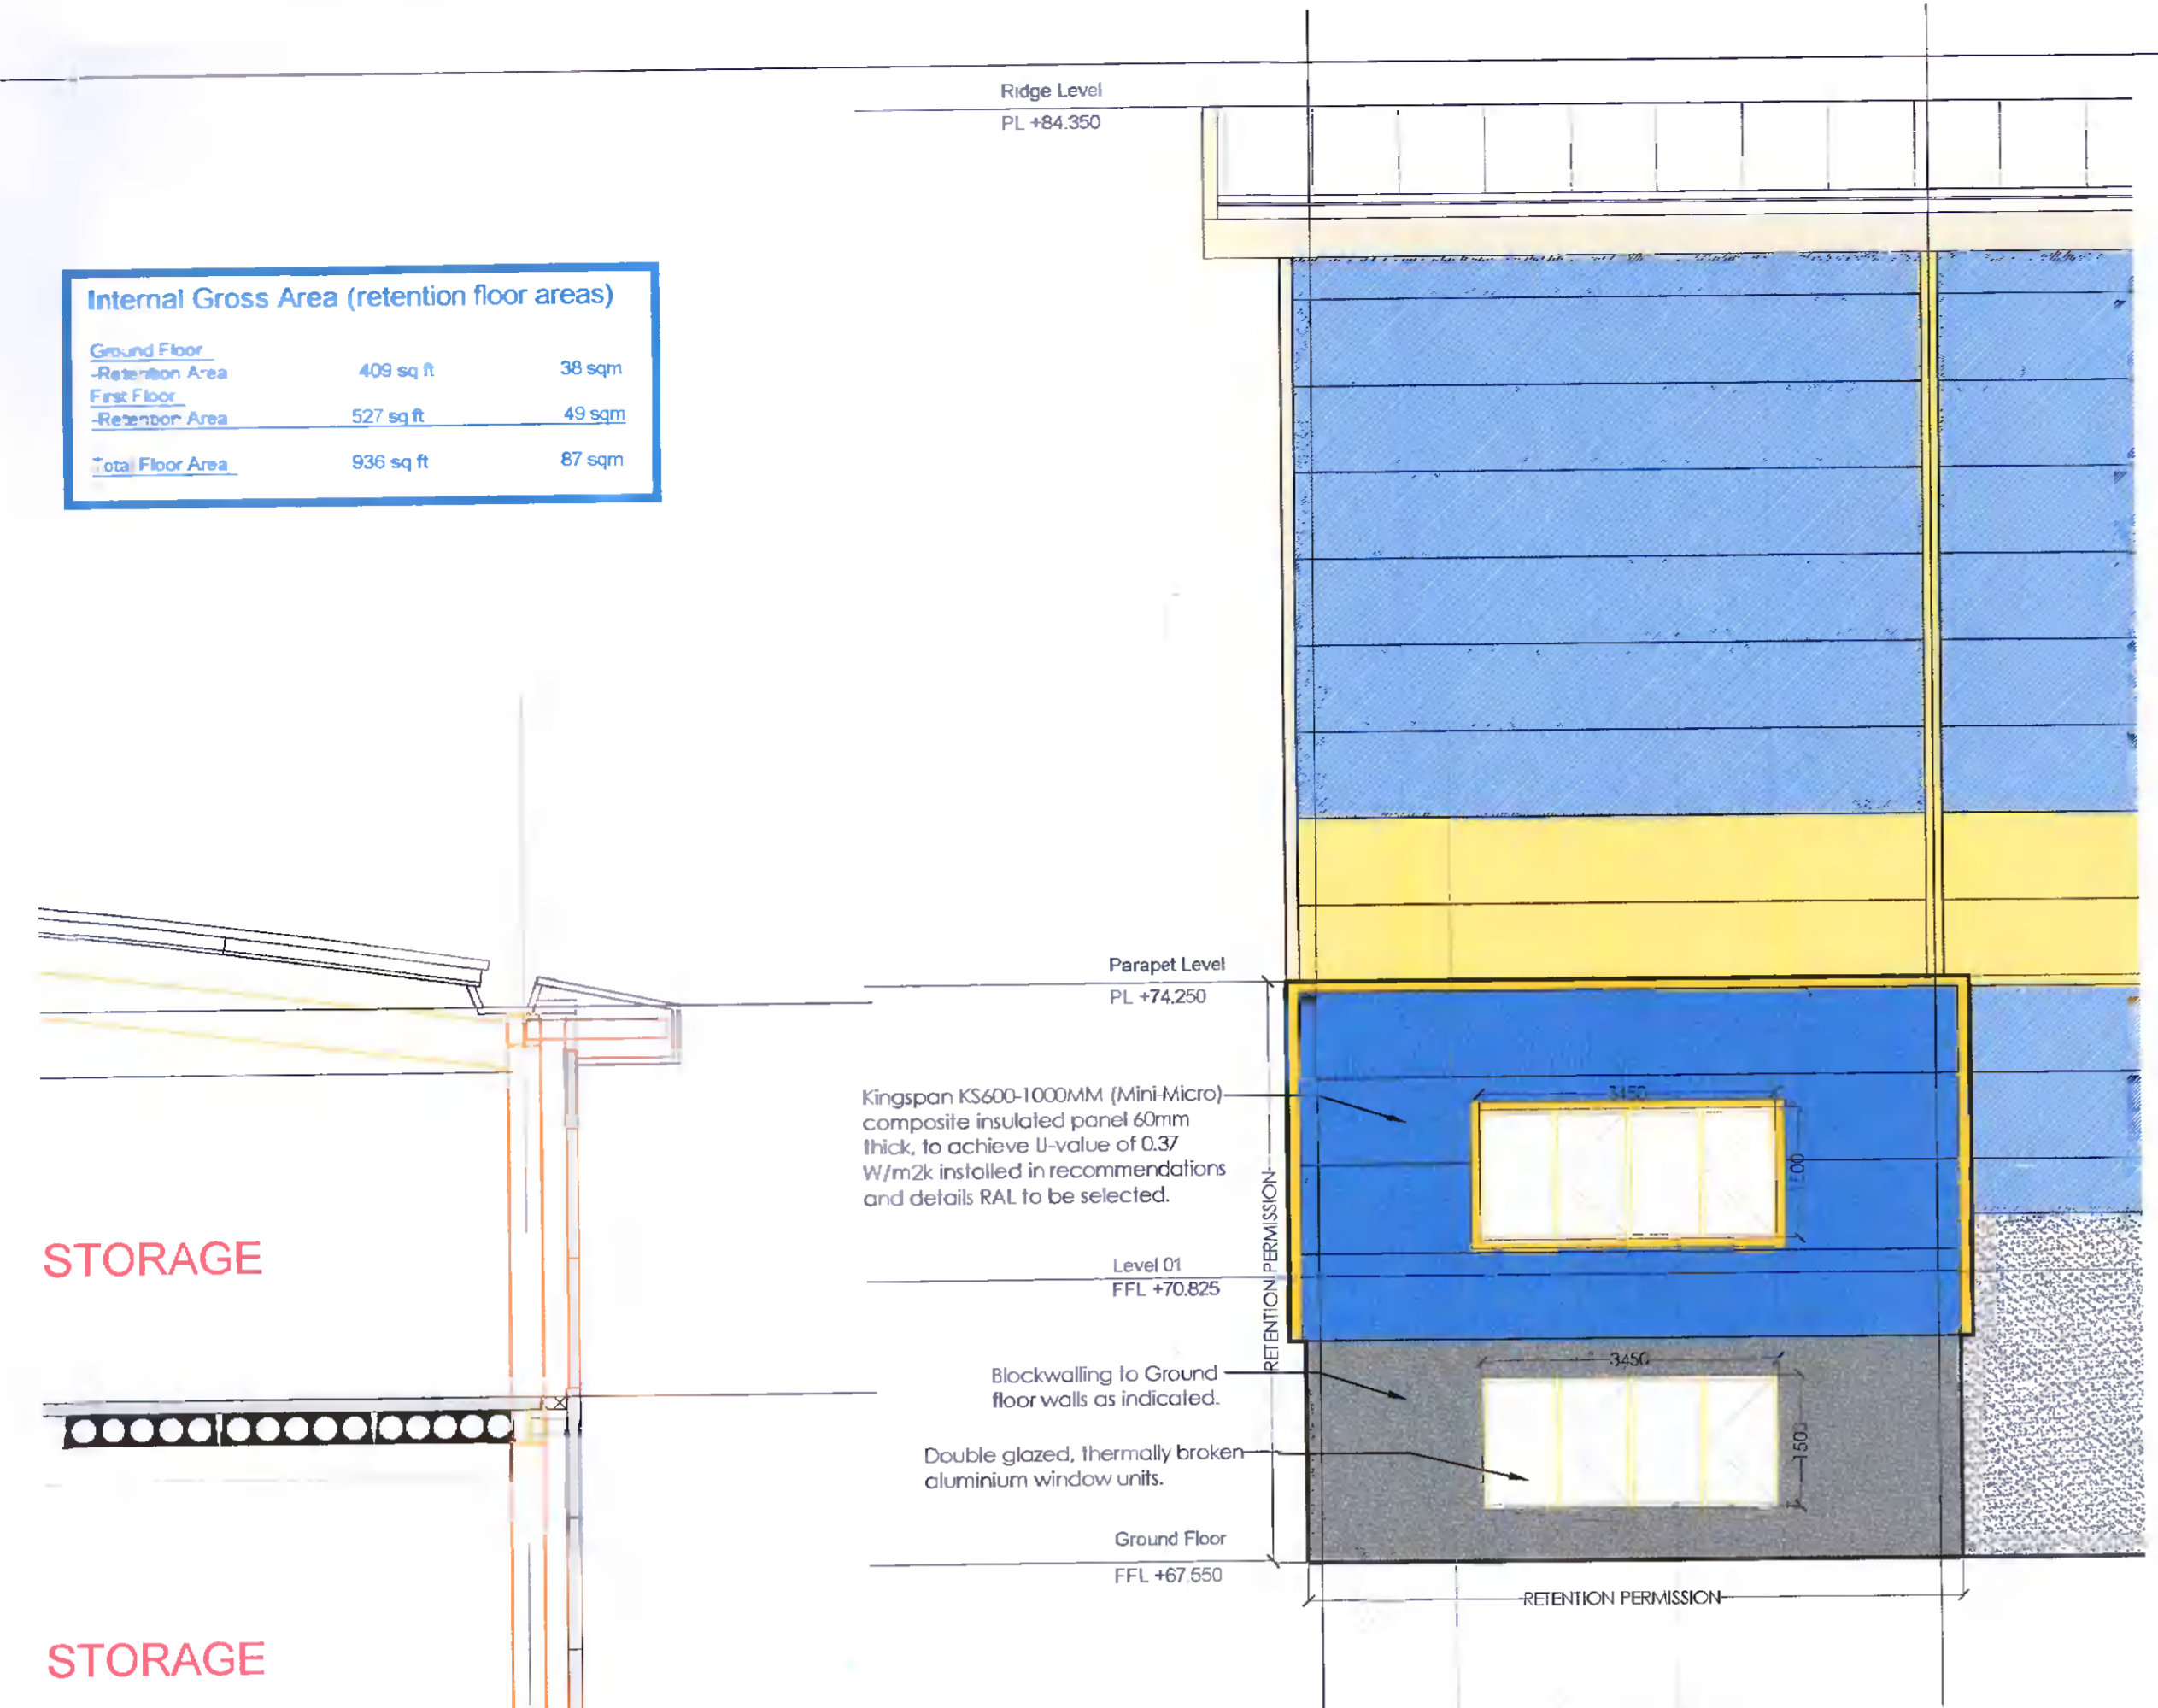 Ridge Level
PL +84.350
Internal Gross Area (retention floor areas)
Ground Floor
-Retention Area 409 sq ft 38 sqm
First Floor
-Retention Area 527 sq ft 49 sqm
Total Floor Area 936 sq ft 87 sqm
Parapet Level
PL +74.250
Kingspan KS600-1000MM (Mini-Micro)
composite insulated panel 60mm
thick, to achieve U-value of 0.37
W/m2k installed in recommendations
and details RAL to be selected.
3450
1500
RETENTION PERMISSION
STORAGE
Level 01
FFL +70.825
Blockwalling to Ground
floor walls as indicated.
3450
1500
Double glazed, thermally broken
aluminium window units.
Ground Floor
FFL +67.550
RETENTION PERMISSION
STORAGE